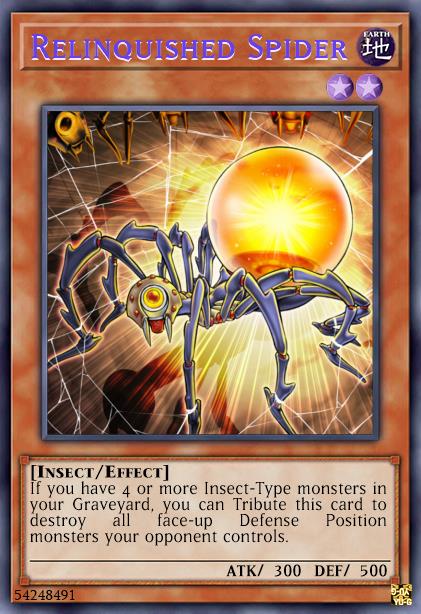 RELINQUISHED SPIDER
EARTH
地
[INSECT/EFFECT]
If you have 4 or more Insect-Type monsters in
your Graveyard, you can Tribute this card to
destroy all face-up Defense Position
monsters your opponent controls.
ATK/ 300 DEF/ 500
54248491